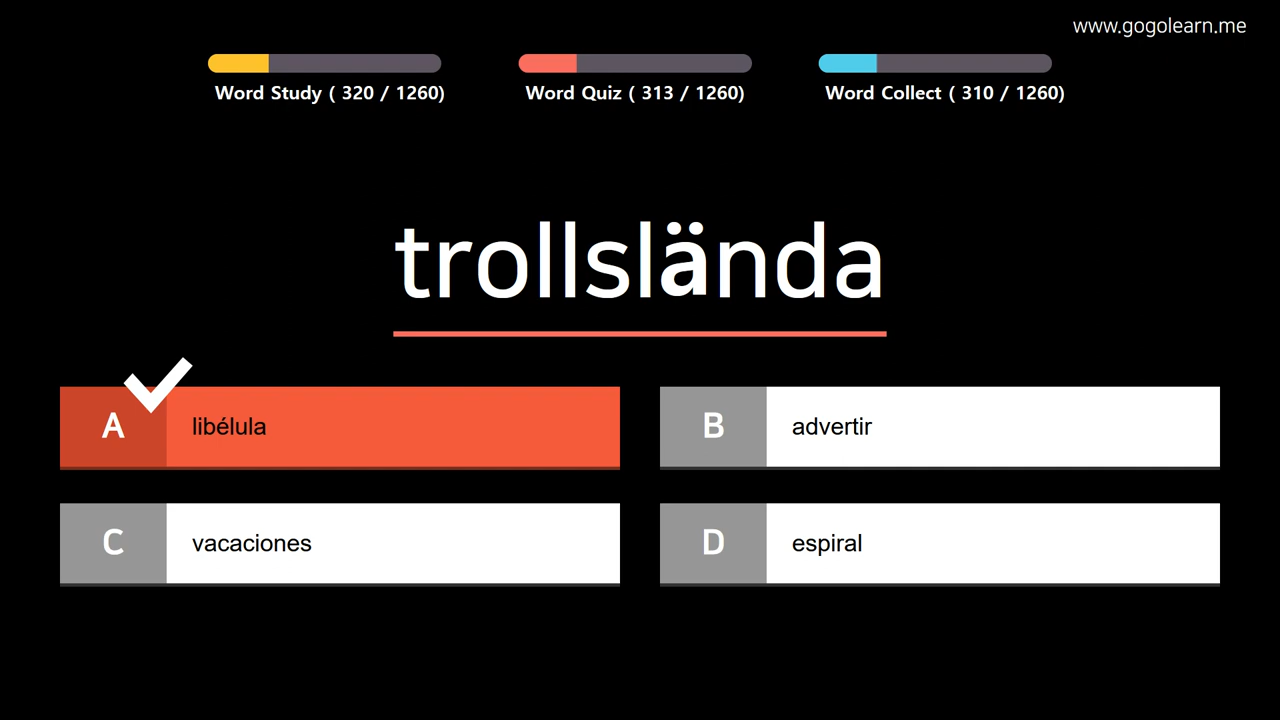 www.gogolearn.me
Word Study ( 320 / 1260)
Word Quiz ( 313 / 1260)
Word Collect ( 310 / 1260)
trollslända
A libélula
B advertir
C vacaciones
D espiral